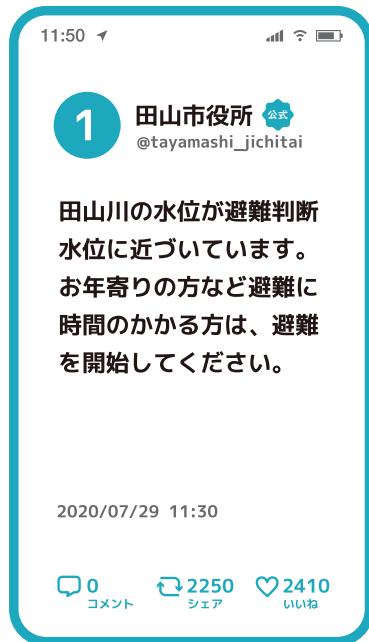 11:50
1
田山市役所 公式
@tayamashi_jichitai
田山川の水位が避難判断
水位に近づいています。
お年寄りの方など避難に
時間のかかる方は、避難
を開始してください。
2020/07/29 11:30
0 2250 2410
コメント シェア いいね